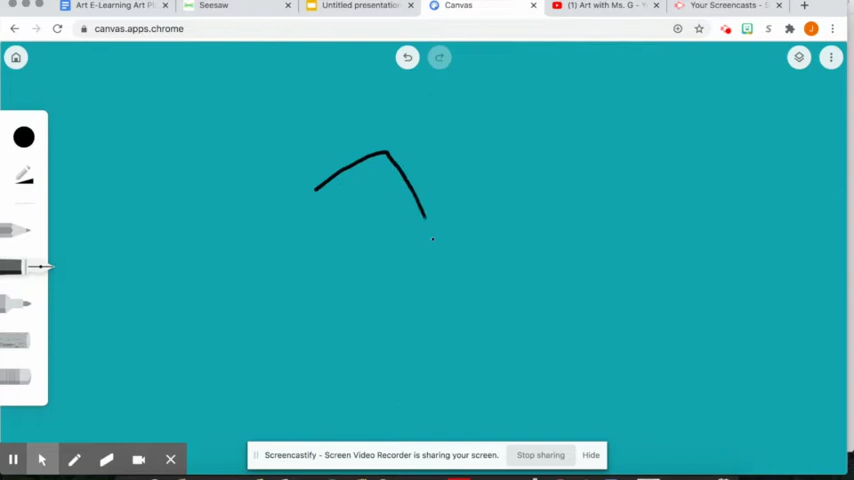 Art E-Learning Art Pl
Seesaw
Untitled presentation
Canvas
(1) Art with Ms. G - Y
Your Screencasts - S
canvas.apps.chrome
S
J
Screencastify - Screen Video Recorder is sharing your screen.
Stop sharing
Hide